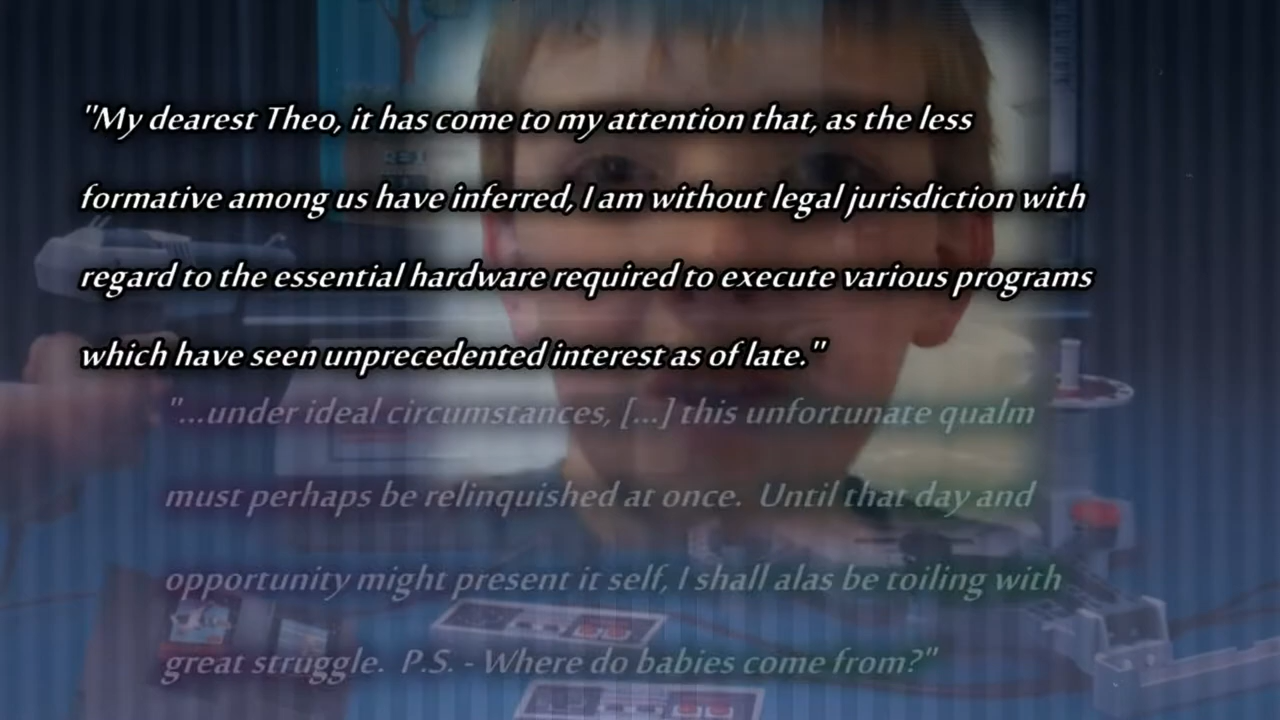 "My dearest Theo, it has come to my attention that, as the less
formative among us have inferred, I am without legal jurisdiction with
regard to the essential hardware required to execute various programs
which have seen unprecedented interest as of late."
"...under ideal circumstances, [...] this unfortunate qualm
must perhaps be relinquished at once. Until that day and
opportunity might present it self, I shall alas be toiling with
great struggle. P.S. - Where do babies come from?"